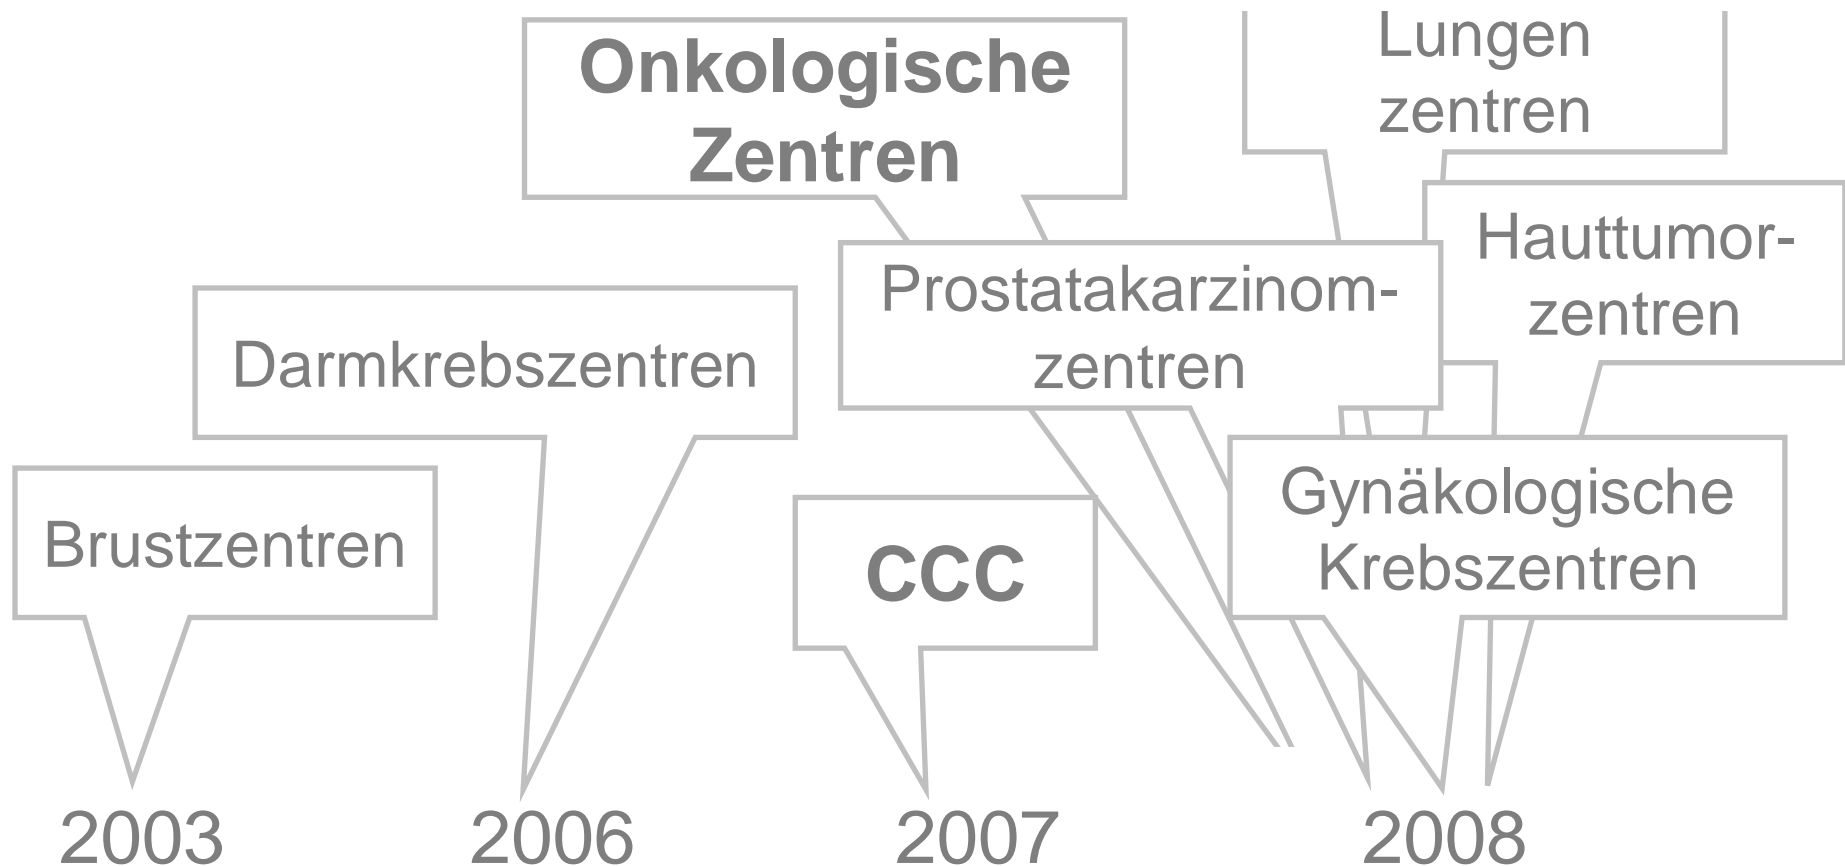 Onkologische
Zentren
Lungen
zentren
Hauttumor-
zentren
Prostatakarzinom-
zentren
Darmkrebszentren
Brustzentren
CCC
Gynäkologische
Krebszentren
2003
2006
2007
2008